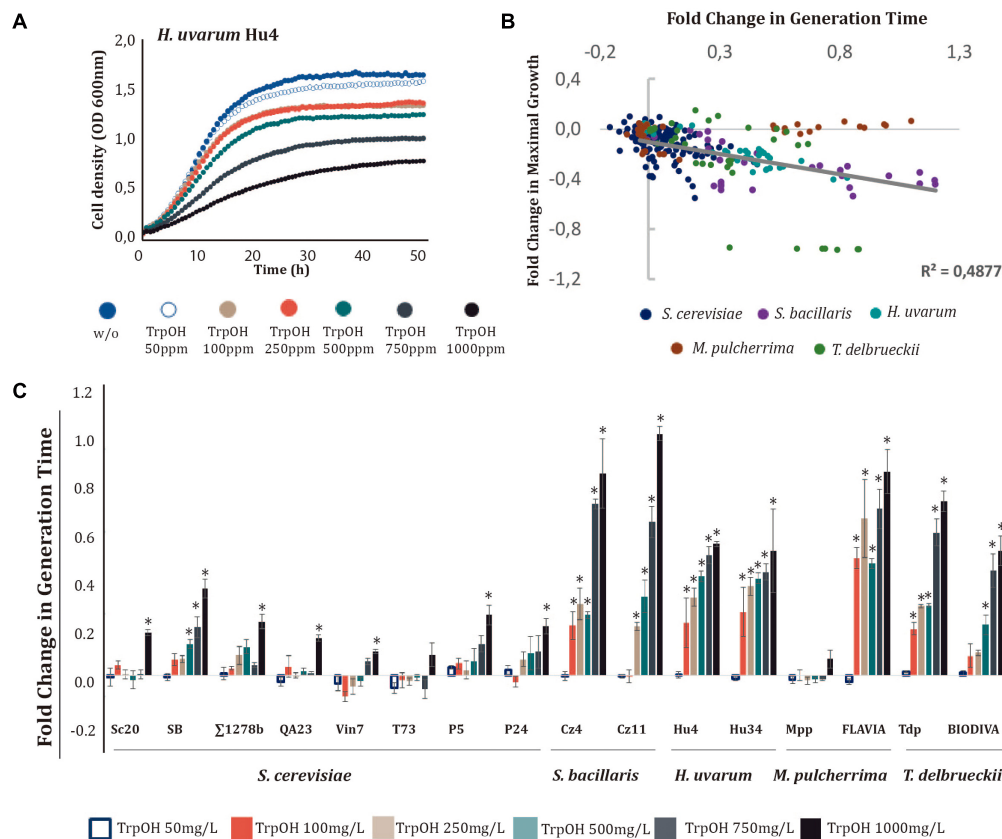 A
H. uvarum Hu4
Cell density (OD 600nm)
2,0
1,5
1,0
0,5
0,0
0 10 20 30 40 50
Time (h)
w/o
TrpOH 50ppm
TrpOH 100ppm
TrpOH 250ppm
TrpOH 500ppm
TrpOH 750ppm
TrpOH 1000ppm
B
Fold Change in Generation Time
-0,2 0,3 0,8 1,3
Fold Change in Maximal Growth
0,4
-0,0
-0,4
-0,8
-1,2
R² = 0,4877
S. cerevisiae S. bacillaris H. uvarum
M. pulcherrima T. delbrueckii
C
Fold Change in Generation Time
1.2
1.0
0.8
0.6
0.4
0.2
0.0
-0.2
* * * * * * * * * * * * * * * * * * * * * * * * * * * * * * * * * * * * * * * * *
Sc20 SB ∑1278b QA23 Vin7 T73 P5 P24 Cz4 Cz11 Hu4 Hu34 Mpp FLAVIA Tdp BIODIVA
S. cerevisiae S. bacillaris H. uvarum M. pulcherrima T. delbrueckii
TrpOH 50mg/L TrpOH 100mg/L TrpOH 250mg/L TrpOH 500mg/L TrpOH 750mg/L TrpOH 1000mg/L